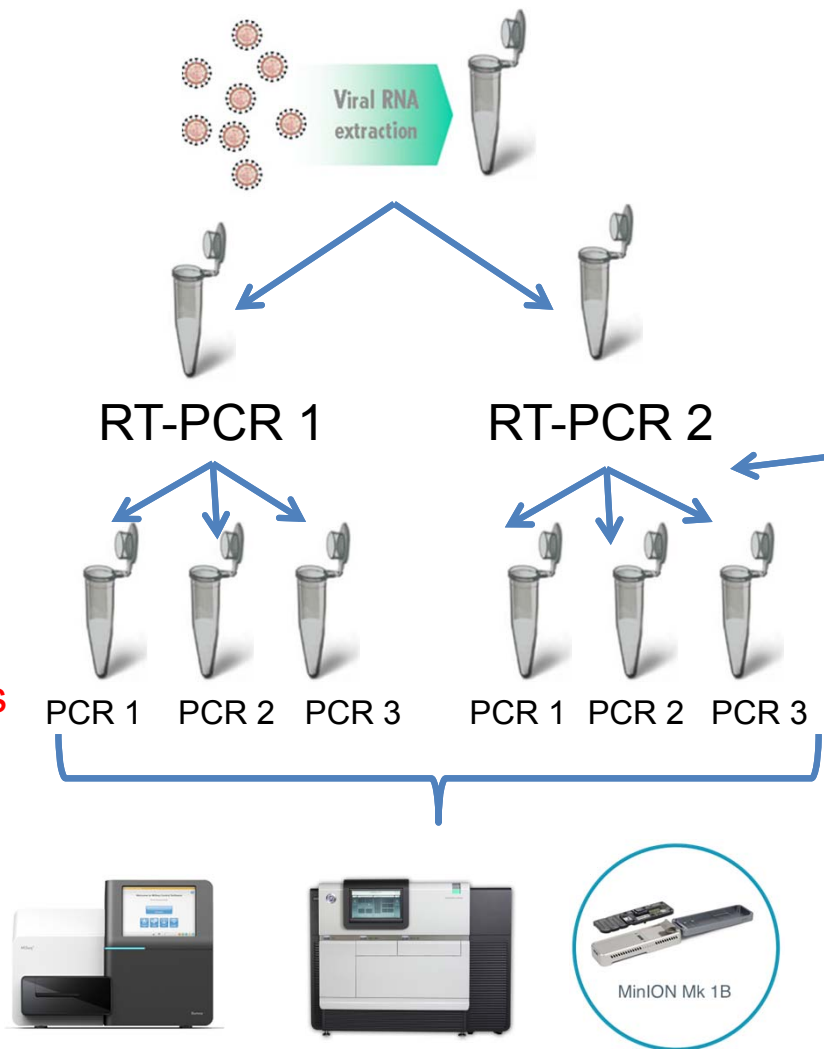 Viral RNA
extraction
RT-PCR 1 RT-PCR 2
s
PCR 1 PCR 2 PCR 3 PCR 1 PCR 2 PCR 3
MinION Mk 1B